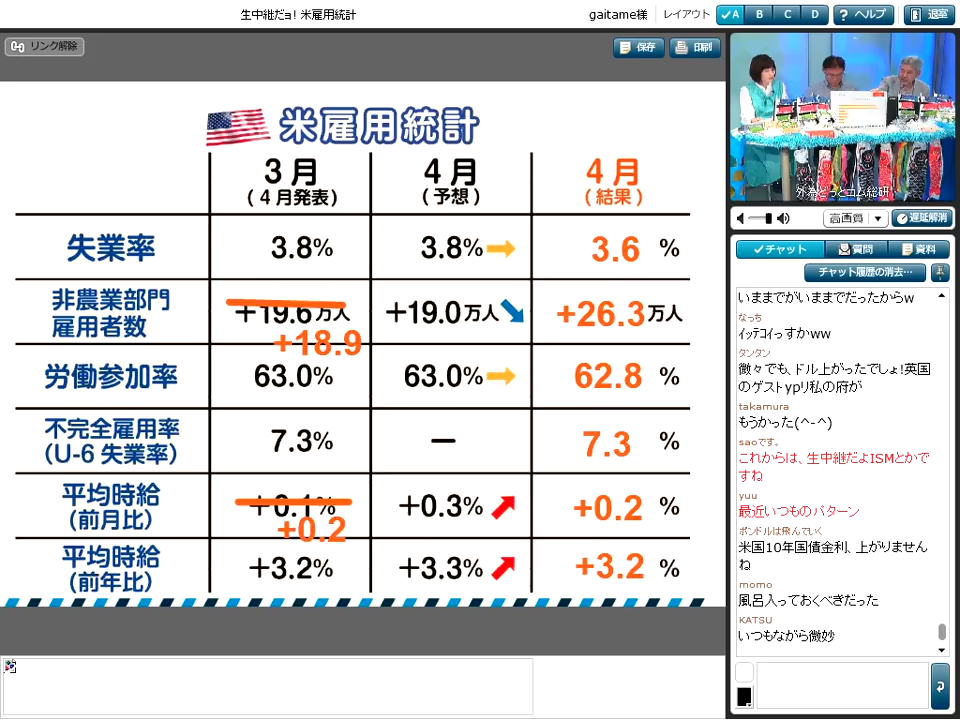 生中継だョ! 米雇用統計
gaitame様
レイアウト
A
B
C
D
? ヘルプ
退室
リンク解除
保存
印刷
米雇用統計
3月 4月 4月
(4月発表) (予想) (結果)
失業率 3.8% 3.8% 3.6 %
非農業部門
雇用者数 +19.6万人 +19.0万人 +26.3万人
+18.9
労働参加率 63.0% 63.0% 62.8 %
不完全雇用率
(U-6 失業率) 7.3% ー 7.3 %
平均時給
(前月比) +0.1% +0.3% +0.2 %
+0.2
平均時給
(前年比) +3.2% +3.3% +3.2 %
外為どっとコム総研
高画質
遅延解消
チャット
質問
資料
チャット履歴の消去…
いままでがいままでだったからw
なっち
イッテコイっすかww
タンタン
微々でも、ドル上がったでしょ!英国
のゲストypリ私の府が
takamura
もうかった(^-^)
saoです。
これからは、生中継だよISMとかで
すね
yuu
最近いつものパターン
ポンドルは飛んでいく
米国10年国債金利、上がりません
ね
momo
風呂入っておくべきだった
KATSU
いつもながら微妙